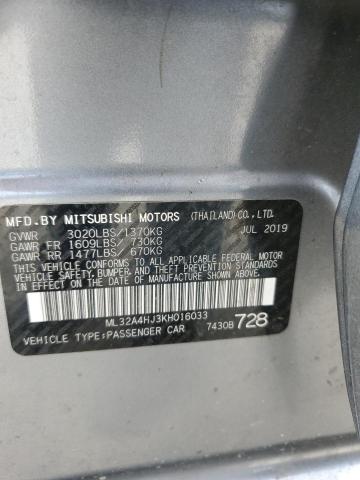 MFD. BY MITSUBISHI MOTORS (THAILAND) CO., LTD.
GVWR 3020LBS/1370KG JUL 2019
GAWR FR 1609LBS/ 730KG
GAWR RR 1477LBS/ 670KG
THIS VEHICLE CONFORMS TO ALL APPLICABLE U.S. FEDERAL MOTOR VEHICLE
SAFETY, BUMPER, AND THEFT PREVENTION STANDARDS IN EFFECT ON THE DATE OF
MANUFACTURE SHOWN ABOVE.
ML32A4HJ3KH016033
VEHICLE TYPE:PASSENGER CAR 7430B 728